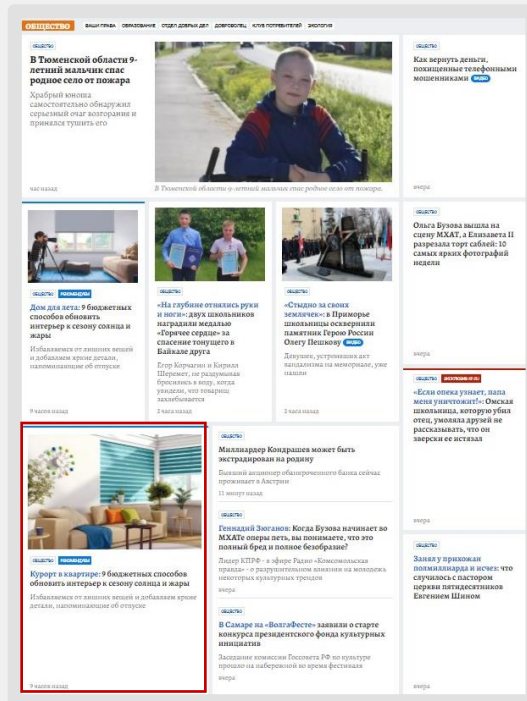 ОБЩЕСТВО
ВАШИ ПРАВА ОБРАЗОВАНИЕ ОТДЕЛ ДОБРЫХ ДЕЛ ДОБРОВОЛЕЦ КЛУБ ПОТРЕБИТЕЛЕЙ ЭКОЛОГИЯ
ОБЩЕСТВО
В Тюменской области 9-
летний мальчик спас
родное село от пожара
Храбрый юноша
самостоятельно обнаружил
серьезный очаг возгорания и
принялся тушить его
час назад
В Тюменской области 9-летний мальчик спас родное село от пожара.
ОБЩЕСТВО
Как вернуть деньги,
похищенные телефонными
мошенниками ВИДЕО
вчера
ОБЩЕСТВО РЕКОМЕНДУЕМ
Дом для лета: 9 бюджетных
способов обновить
интерьер к сезону солнца и
жары
Избавляемся от лишних вещей
и добавляем яркие детали,
напоминающие об отпуске
9 часов назад
ОБЩЕСТВО
«На глубине отнялись руки
и ноги»: двух школьников
наградили медалью
«Горячее сердце» за
спасение тонущего в
Байкале друга
Егор Корчагин и Кирилл
Шеремет, не раздумывая
бросились в воду, когда
увидели, что товарищ
захлебывается
2 часа назад
ОБЩЕСТВО
«Стыдно за своих
землячек»: в Приморье
школьницы осквернили
памятник Герою России
Олегу Пешкову ВИДЕО
Девушек, устроивших акт
вандализма на мемориале, уже
нашли
2 часа назад
ОБЩЕСТВО
Ольга Бузова вышла на
сцену МХАТ, а Елизавета II
разрезала торт саблей: 10
самых ярких фотографий
недели
вчера
ОБЩЕСТВО ЭКСКЛЮЗИВ KP.RU
«Если опека узнает, папа
меня уничтожит!»: Омская
школьница, которую убил
отец, умоляла друзей не
рассказывать, что он
зверски ее истязал
вчера
ОБЩЕСТВО РЕКОМЕНДУЕМ
Курорт в квартире: 9 бюджетных способов
обновить интерьер к сезону солнца и жары
Избавляемся от лишних вещей и добавляем яркие
детали, напоминающие об отпуске
9 часов назад
ОБЩЕСТВО
Миллиардер Кондрашев может быть
экстрадирован на родину
Бывший акционер обанкроченного банка сейчас
проживает в Австрии
11 минут назад
ОБЩЕСТВО
Геннадий Зюганов: Когда Бузова начинает во
МХАТе оперы петь, вы понимаете, что это
полный бред и полное безобразие?
Лидер КПРФ - в эфире Радио «Комсомольская
правда» - о разрушительном влиянии на молодежь
некоторых культурных трендов
вчера
ОБЩЕСТВО
В Самаре на «ВолгаФесте» заявили о старте
конкурса президентского фонда культурных
инициатив
Заседание комиссии Госсовета РФ по культуре
прошло на набережной во время фестиваля
вчера
ОБЩЕСТВО
Занял у прихожан
полмиллиарда и исчез: что
случилось с пастором
церкви пятидесятников
Евгением Шином
вчера